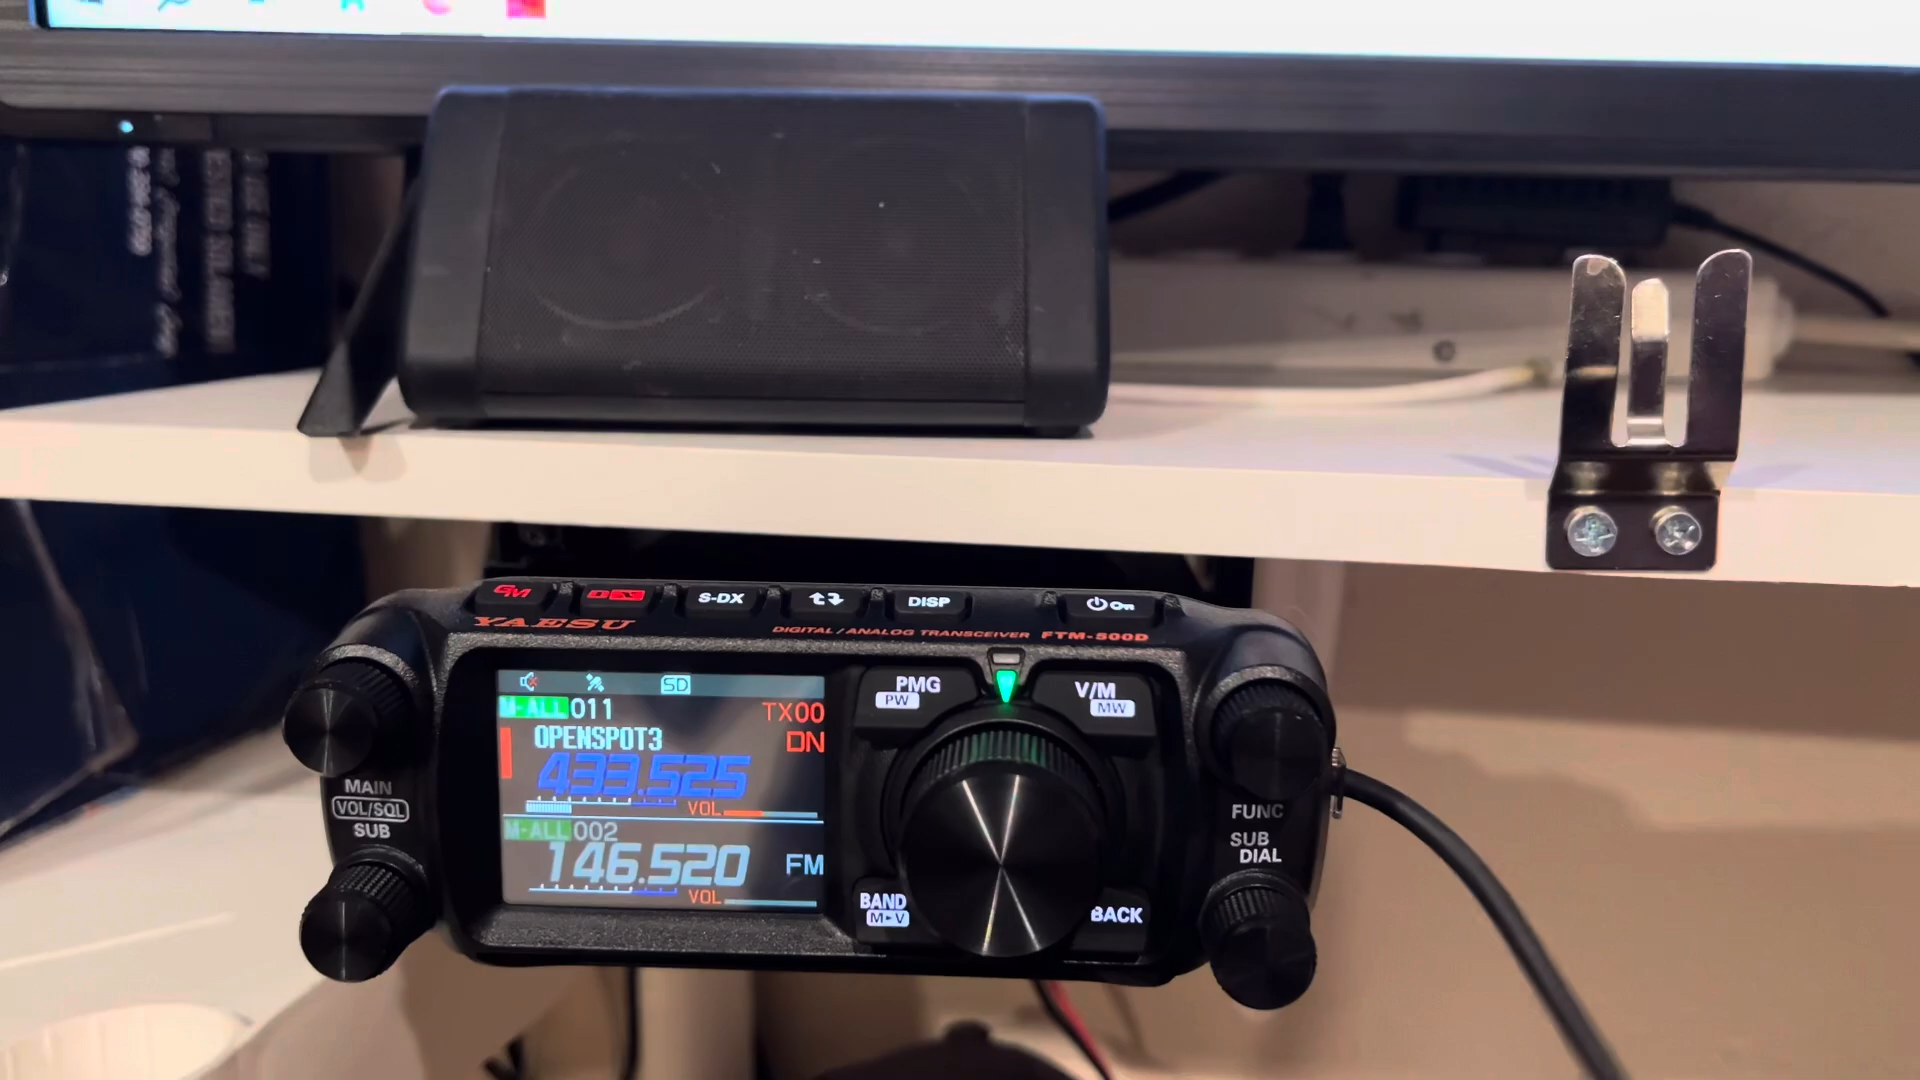 S-DX
DISP
YAESU
DIGITAL / ANALOG TRANSCEIVER FTM-500D
SD
M-ALL 011
TX00
OPENSPOT3
DN
433.525
VOL
M-ALL 002
146.520
FM
VOL
PMG
PW
V/M
MW
BAND
M►V
BACK
MAIN
VOL/SQL
SUB
FUNC
SUB
DIAL